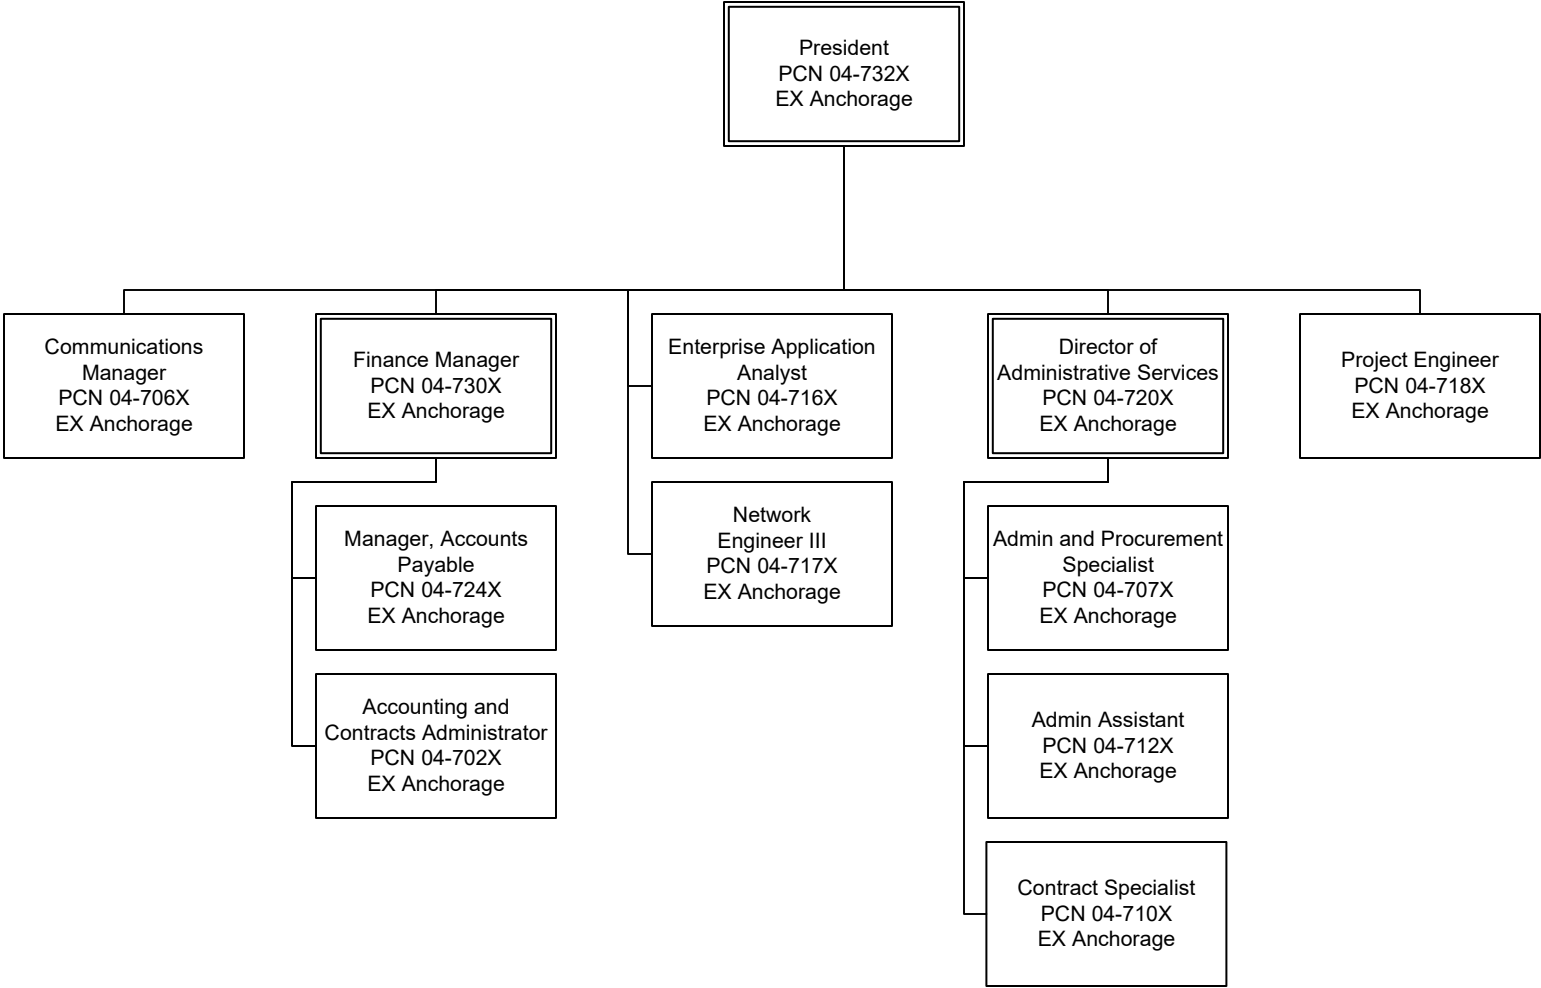 President
PCN 04-732X
EX Anchorage
Communications
Manager
PCN 04-706X
EX Anchorage
Finance Manager
PCN 04-730X
EX Anchorage
Enterprise Application
Analyst
PCN 04-716X
EX Anchorage
Director of
Administrative Services
PCN 04-720X
EX Anchorage
Project Engineer
PCN 04-718X
EX Anchorage
Manager, Accounts
Payable
PCN 04-724X
EX Anchorage
Network
Engineer III
PCN 04-717X
EX Anchorage
Admin and Procurement
Specialist
PCN 04-707X
EX Anchorage
Accounting and
Contracts Administrator
PCN 04-702X
EX Anchorage
Admin Assistant
PCN 04-712X
EX Anchorage
Contract Specialist
PCN 04-710X
EX Anchorage